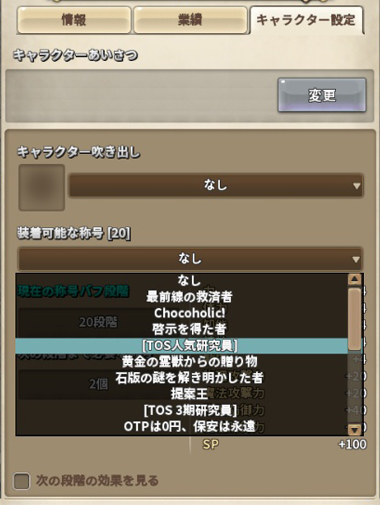 情報 業績 キャラクター設定
キャラクターあいさつ
変更
キャラクター吹き出し
なし
装着可能な称号 [20]
なし
なし
最前線の救済者
Chocoholic!
啓示を得た者
[TOS人気研究員]
黄金の霊獣からの贈り物
石版の謎を解き明かした者
提案王
[TOS 3期研究員]
OTPは0円、保安は永遠
現在の称号バフ段階
20段階
2個
SP +100
次の段階の効果を見る